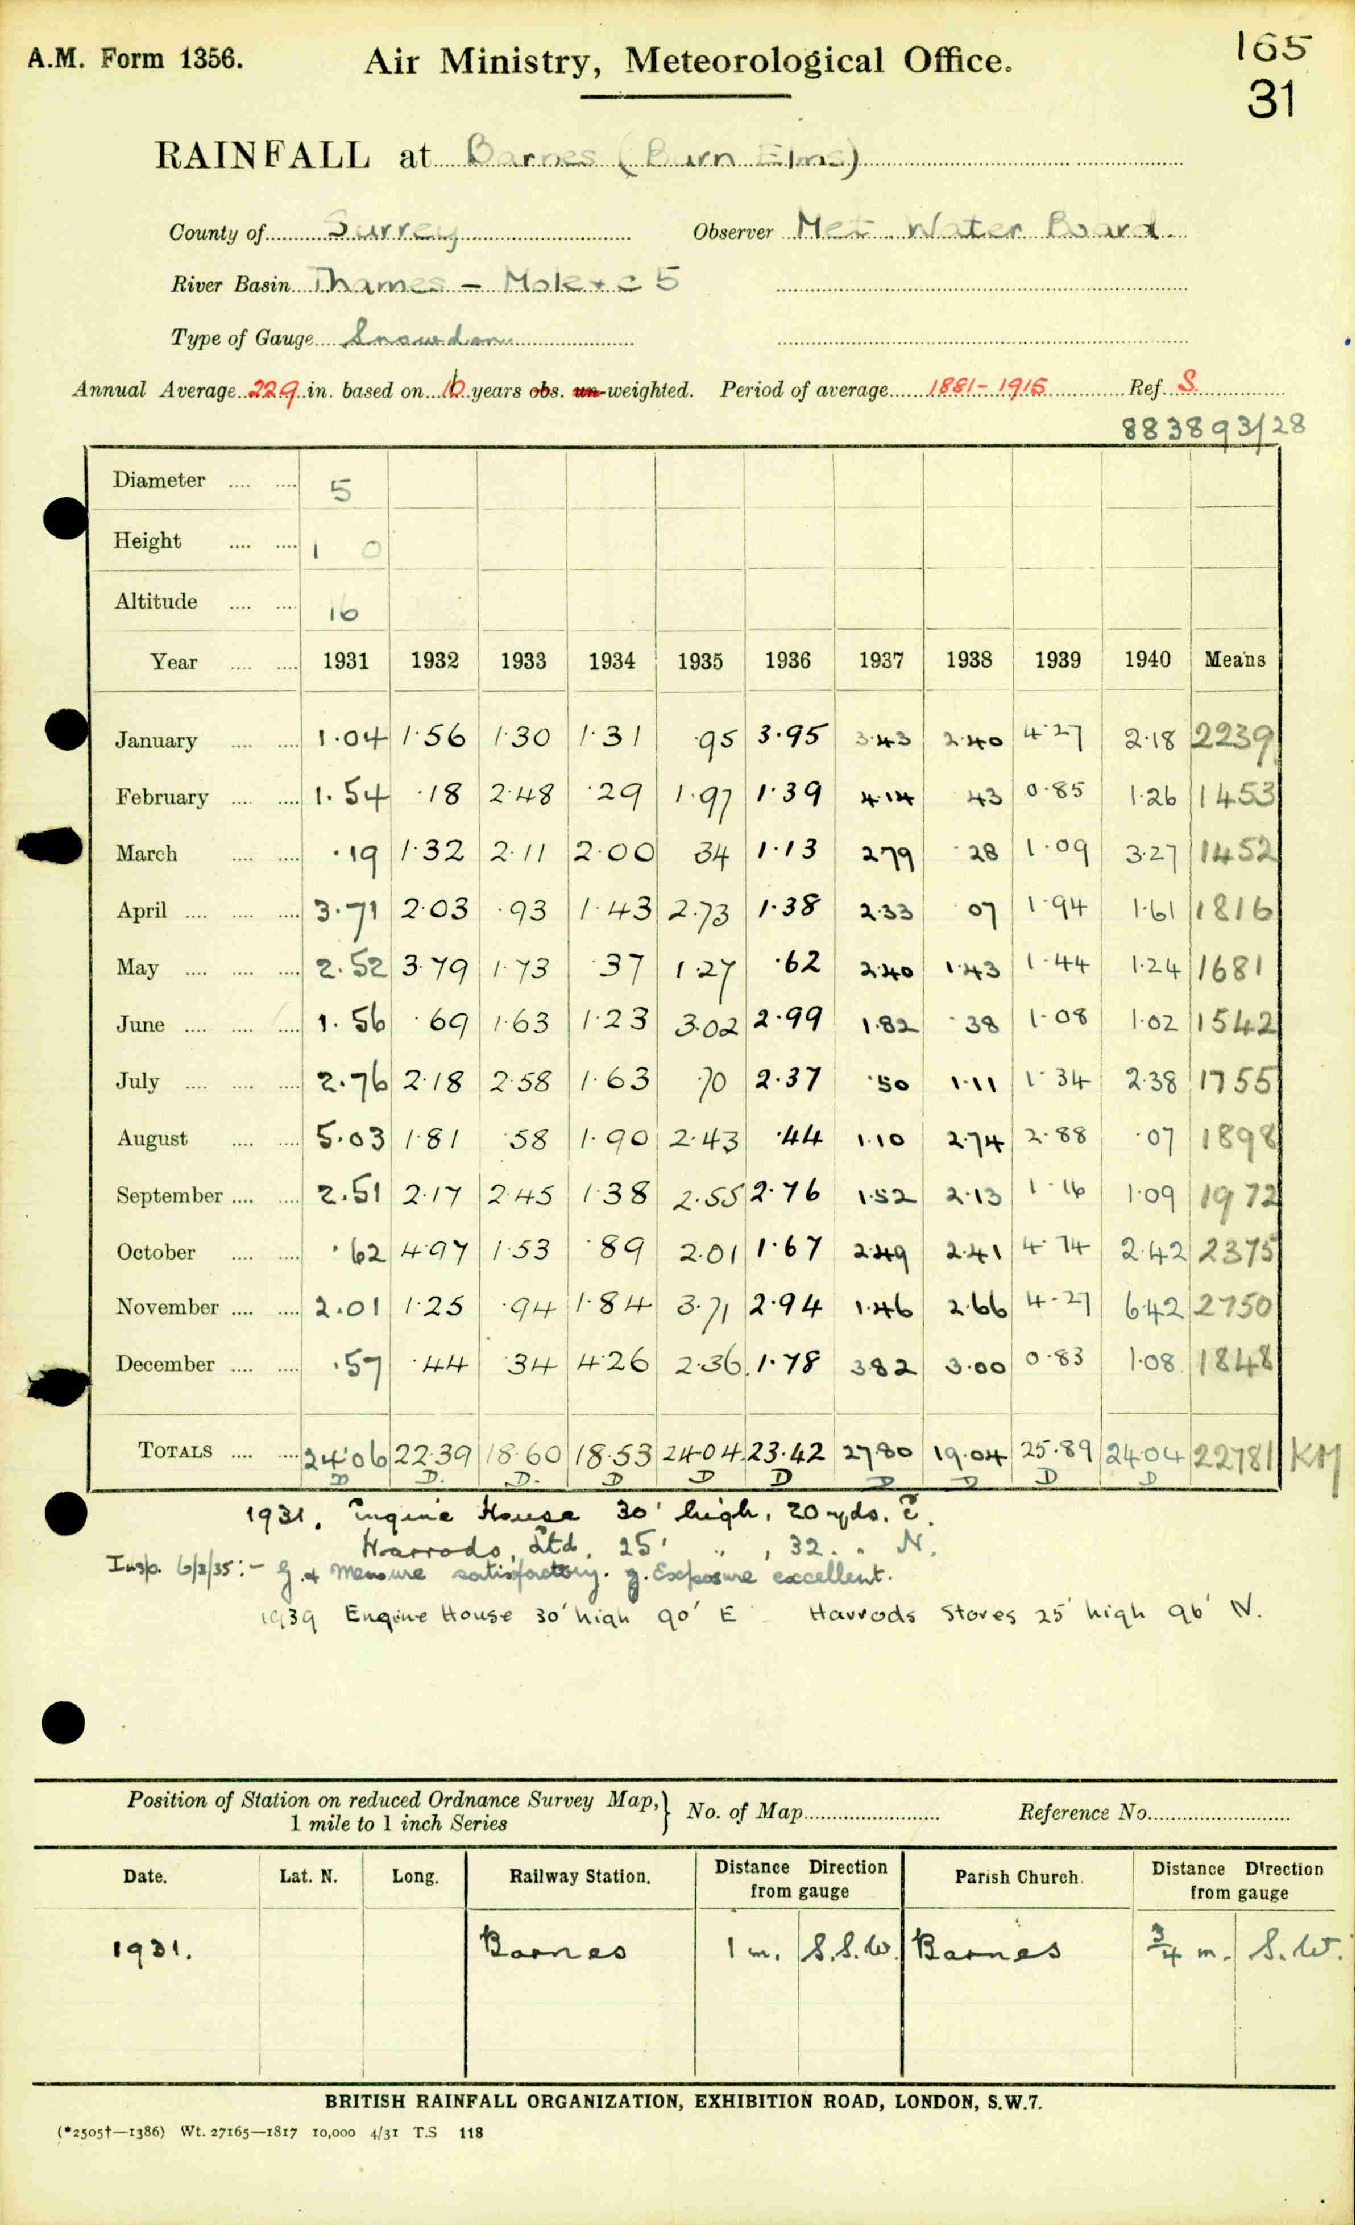 A.M. Form 1356.
Air Ministry, Meteorological Office.
165
31
RAINFALL at Barnes (Barn Elms)
County of Surrey Observer Met Water Board.
River Basin Thames – Mole &c 5
Type of Gauge Snowdon
Annual Average 22.9 in. based on 10 years obs. un-weighted. Period of average 1881-1915 Ref. S.
883893/28
Diameter .... .... 5
Height .... .... 1 0
Altitude .... .... 16
Year .... .... 1931 1932 1933 1934 1935 1936 1937 1938 1939 1940 Means
January .... .... 1.04 1.56 1.30 1.31 .95 3.95 3.43 2.40 4.27 2.18 2239
February .... .... 1.54 .18 2.48 .29 1.97 1.39 4.14 43 0.85 1.26 1453
March .... .... .19 1.32 2.11 2.00 34 1.13 2.79 .28 1.09 3.27 1452
April .... .... .... 3.71 2.03 .93 1.43 2.73 1.38 2.33 07 1.94 1.61 1816
May .... .... .... 2.52 3.79 1.73 .37 1.27 .62 2.40 1.43 1.44 1.24 1681
June .... .... .... 1.56 .69 1.63 1.23 3.02 2.99 1.82 .38 1.08 1.02 1542
July .... .... .... 2.76 2.18 2.58 1.63 .70 2.37 .50 1.11 1.34 2.38 1755
August .... .... 5.03 1.81 .58 1.90 2.43 .44 1.10 2.74 2.88 .07 1898
September .... .... 2.51 2.17 2.45 1.38 2.55 2.76 1.52 2.13 1.16 1.09 1972
October .... .... .62 4.97 1.53 .89 2.01 1.67 2.49 2.41 4.74 2.42 2375
November .... .... 2.01 1.25 .94 1.84 3.71 2.94 1.46 2.66 4.27 6.42 2750
December .... .... .57 .44 .34 4.26 2.36 1.78 3.82 3.00 0.83 1.08 1848
TOTALS .... .... 24.06 22.39 18.60 18.53 24.04 23.42 27.80 19.04 25.89 24.04 22781 KM
D D. D. D D D D D D D
1931. Engine House 30' high, 20 yds. E.
Harrods, Ltd. 25' " , 32. " N.
Insp. 6/2/35:- g. & measure satisfactory. g. Exposure excellent.
1939 Engine House 30' high 90' E Harrods Stores 25' high 96' N.
Position of Station on reduced Ordnance Survey Map, } No. of Map Reference No.
1 mile to 1 inch Series
Date. Lat. N. Long. Railway Station. Distance Direction from gauge Parish Church. Distance Direction from gauge
1931. Barnes 1 m. S.S.W. Barnes 3/4 m. S.W.
BRITISH RAINFALL ORGANIZATION, EXHIBITION ROAD, LONDON, S.W.7.
(*2505†—1386) Wt. 27165—1817 10,000 4/31 T.S 118